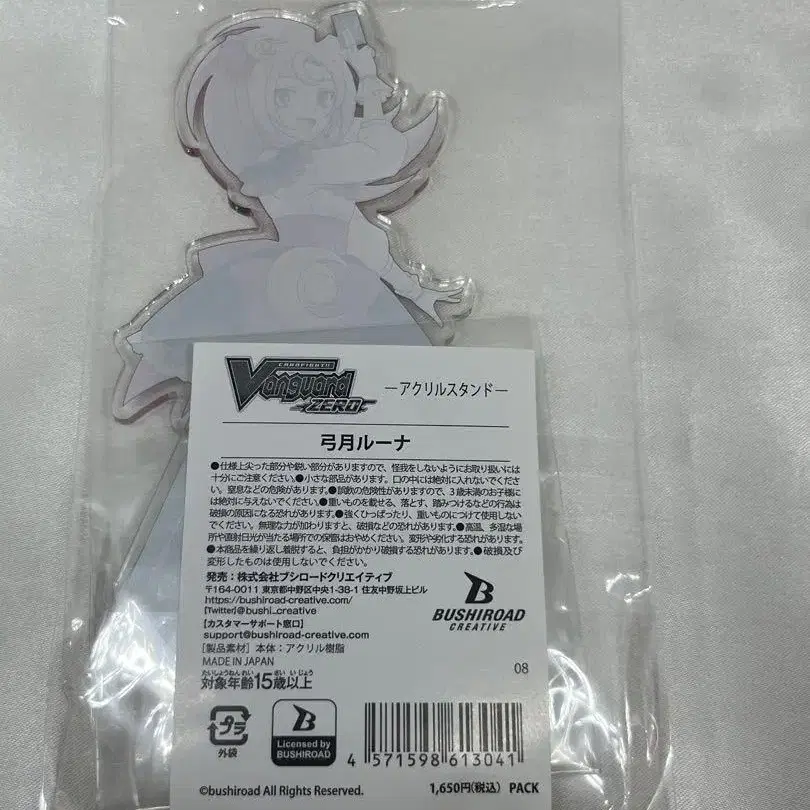 CARDFIGHT!!
Vanguard
ZERO
―アクリルスタンド―
弓月ルーナ
●仕様上尖った部分や鋭い部分がありますので、怪我をしないようにお取り扱いには
十分にご注意ください。●小さな部品があります。口の中には絶対に入れないでくださ
い。窒息などの危険があります。●誤飲の危険性がありますので、3歳未満のお子様に
は絶対に与えないでください。●重いものを載せる、落とす、踏みつけるなどの行為は
破損の原因になる恐れがあります。●強くひっぱったり、重いものにつけて使用しない
でください。無理な力が加わりますと、破損などの恐れがあります。●高温、多湿な場
所や直射日光が当たる場所での保管はおやめください。変形や劣化する恐れがあります。
●本商品を繰り返し着脱すると、負担がかかり破損する恐れがあります。●破損及び
変形したものは使用しないでください。
発売：株式会社ブシロードクリエイティブ
〒164-0011 東京都中野区中央1-38-1 住友中野坂上ビル
https://bushiroad-creative.com/
【Twitter】@bushi_creative
【カスタマーサポート窓口】
support@bushiroad-creative.com
［製品素材］本体：アクリル樹脂
MADE IN JAPAN
たいしょうねんれい さい いじょう
対象年齢15歳以上
BUSHIROAD
CREATIVE
08
プラ
外袋
B
Licensed by
BUSHIROAD
4 571598 613041
©bushiroad All Rights Reserved.
1,650円(税込) PACK